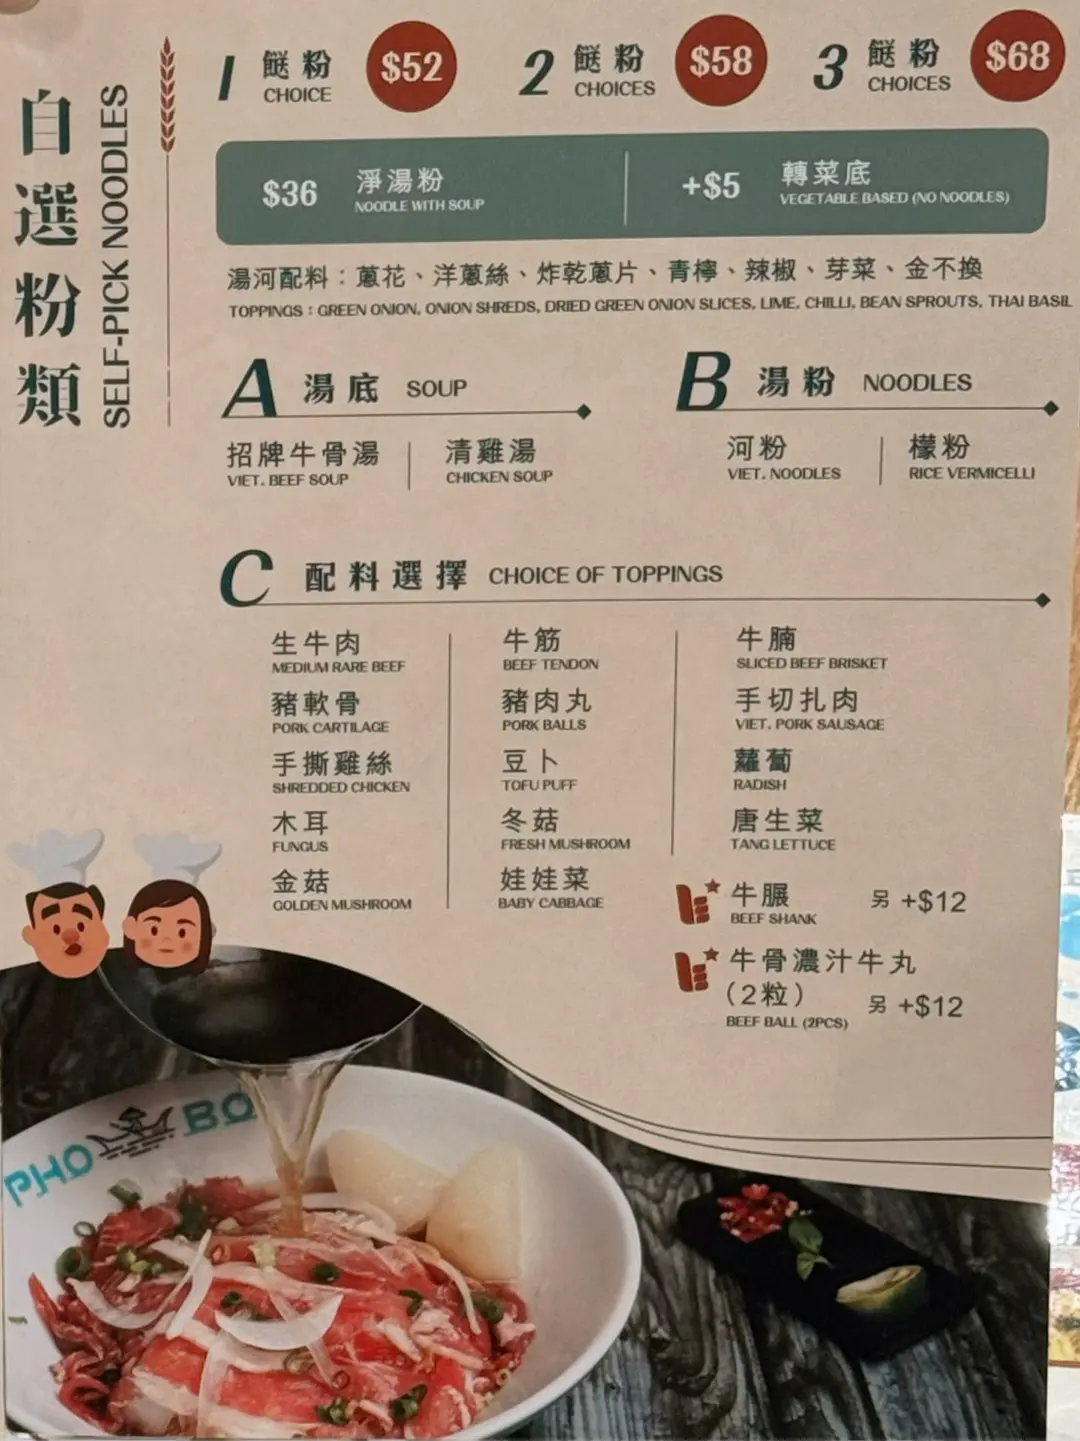 自選粉類
SELF-PICK NOODLES
1 餸粉 $52
CHOICE
2 餸粉 $58
CHOICES
3 餸粉 $68
CHOICES
$36 淨湯粉
NOODLE WITH SOUP
+$5 轉菜底
VEGETABLE BASED (NO NOODLES)
湯河配料：蔥花、洋蔥絲、炸乾蔥片、青檸、辣椒、芽菜、金不換
TOPPINGS : GREEN ONION, ONION SHREDS, DRIED GREEN ONION SLICES, LIME, CHILLI, BEAN SPROUTS, THAI BASIL
A 湯底 SOUP
招牌牛骨湯
VIET. BEEF SOUP
清雞湯
CHICKEN SOUP
B 湯粉 NOODLES
河粉
VIET. NOODLES
檬粉
RICE VERMICELLI
C 配料選擇 CHOICE OF TOPPINGS
生牛肉
MEDIUM RARE BEEF
豬軟骨
PORK CARTILAGE
手撕雞絲
SHREDDED CHICKEN
木耳
FUNGUS
金菇
GOLDEN MUSHROOM
牛筋
BEEF TENDON
豬肉丸
PORK BALLS
豆卜
TOFU PUFF
冬菇
FRESH MUSHROOM
娃娃菜
BABY CABBAGE
牛腩
SLICED BEEF BRISKET
手切扎肉
VIET. PORK SAUSAGE
蘿蔔
RADISH
唐生菜
TANG LETTUCE
牛𦟌 另 +$12
BEEF SHANK
牛骨濃汁牛丸
(2粒) 另 +$12
BEEF BALL (2PCS)
PHO BO